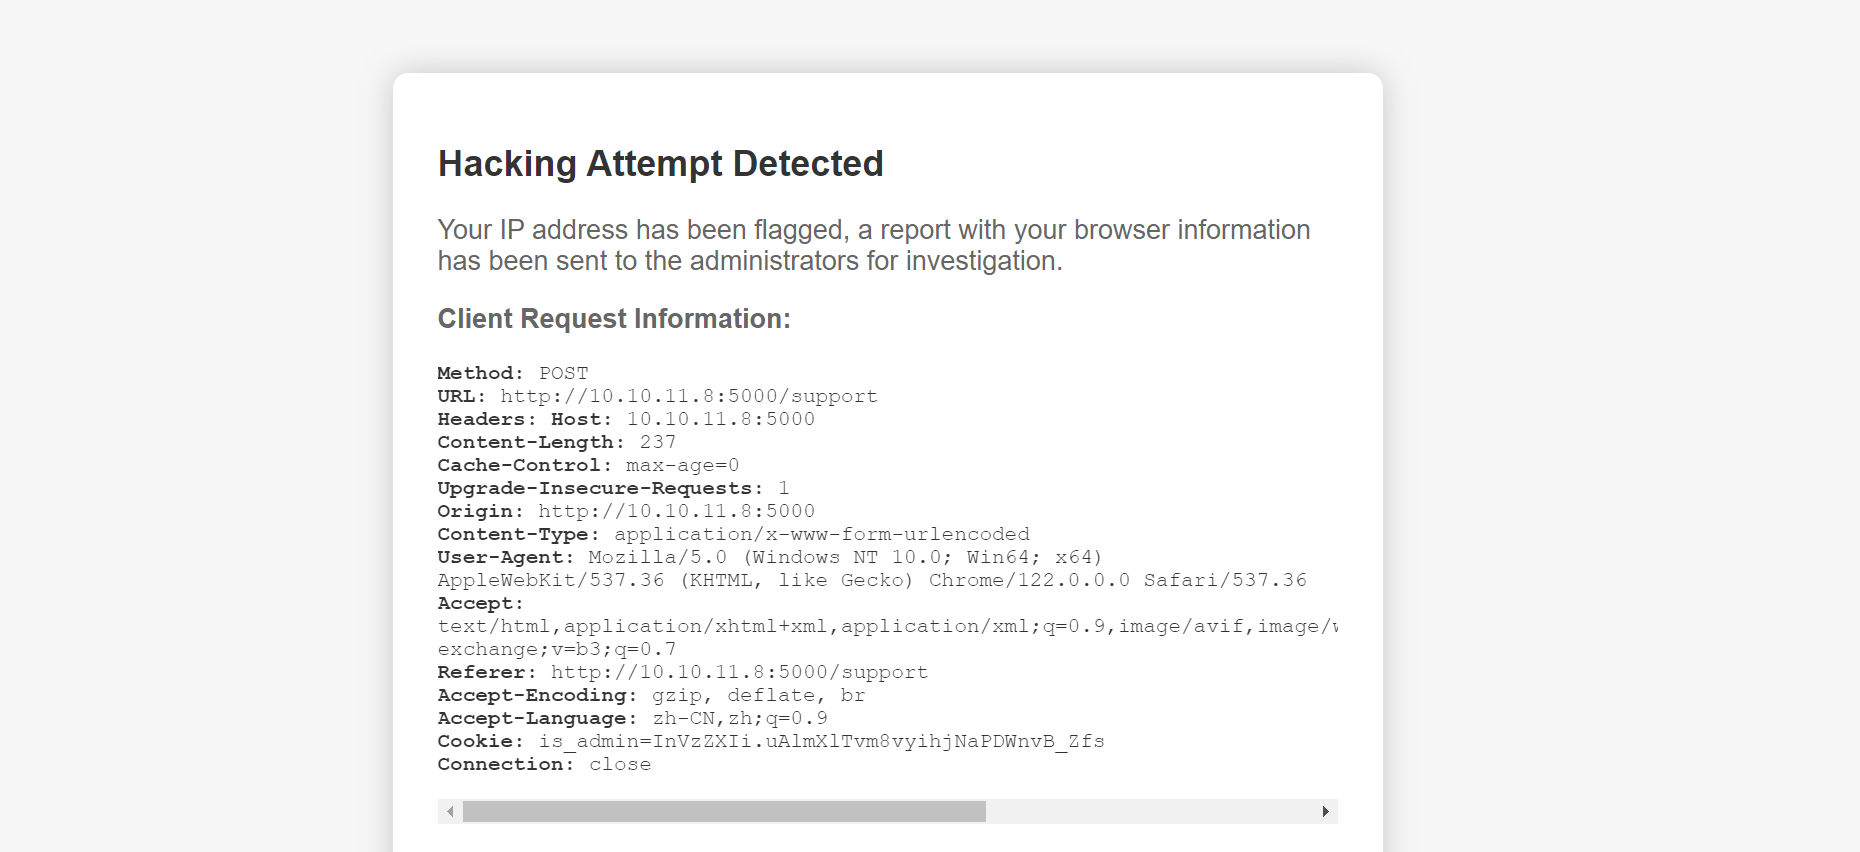 Hacking Attempt Detected
Your IP address has been flagged, a report with your browser information
has been sent to the administrators for investigation.
Client Request Information:
Method: POST
URL: http://10.10.11.8:5000/support
Headers: Host: 10.10.11.8:5000
Content-Length: 237
Cache-Control: max-age=0
Upgrade-Insecure-Requests: 1
Origin: http://10.10.11.8:5000
Content-Type: application/x-www-form-urlencoded
User-Agent: Mozilla/5.0 (Windows NT 10.0; Win64; x64)
AppleWebKit/537.36 (KHTML, like Gecko) Chrome/122.0.0.0 Safari/537.36
Accept:
text/html,application/xhtml+xml,application/xml;q=0.9,image/avif,image/
exchange;v=b3;q=0.7
Referer: http://10.10.11.8:5000/support
Accept-Encoding: gzip, deflate, br
Accept-Language: zh-CN,zh;q=0.9
Cookie: is_admin=InVzZXIi.uAlmXlTvm8vyihjNaPDWnvB_Zfs
Connection: close